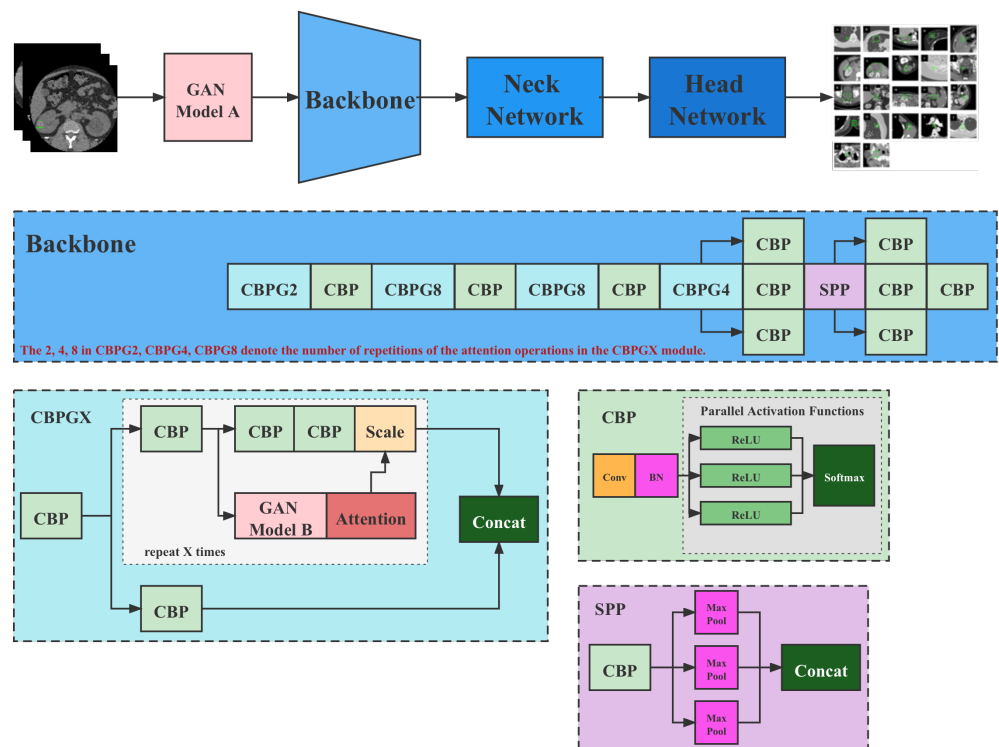 GAN
Model A
Backbone
Neck
Network
Head
Network
Backbone
CBP
CBP
CBPG2
CBP
CBPG8
CBP
CBPG8
CBP
CBPG4
CBP
SPP
CBP
CBP
CBP
CBP
The 2, 4, 8 in CBPG2, CBPG4, CBPG8 denote the number of repetitions of the attention operations in the CBPGX module.
CBPGX
CBP
CBP
CBP
Scale
CBP
GAN
Model B
Attention
Concat
repeat X times
CBP
CBP
Parallel Activation Functions
ReLU
Conv
BN
ReLU
Softmax
ReLU
SPP
Max
Pool
CBP
Max
Pool
Concat
Max
Pool